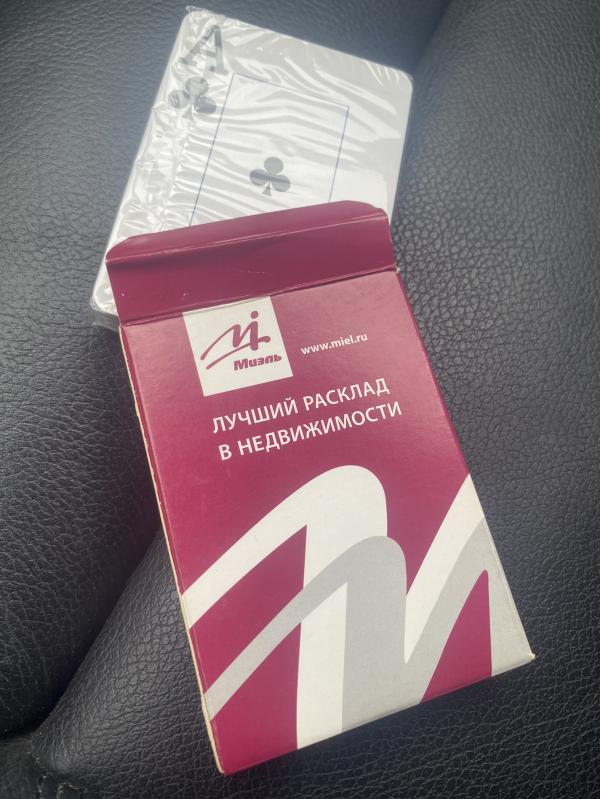 A
Миэль
www.miel.ru
ЛУЧШИЙ РАСКЛАД
В НЕДВИЖИМОСТИ